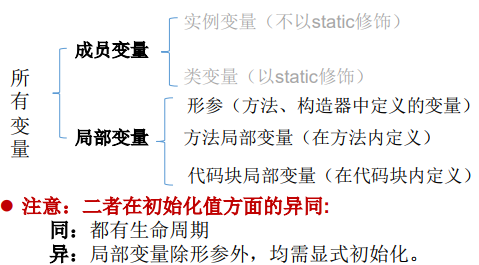 实例变量（不以static修饰）
成员变量
类变量（以static修饰）
所有变量
形参（方法、构造器中定义的变量）
局部变量
方法局部变量（在方法内定义）
代码块局部变量（在代码块内定义）
● 注意：二者在初始化值方面的异同:
同：都有生命周期
异：局部变量除形参外，均需显式初始化。